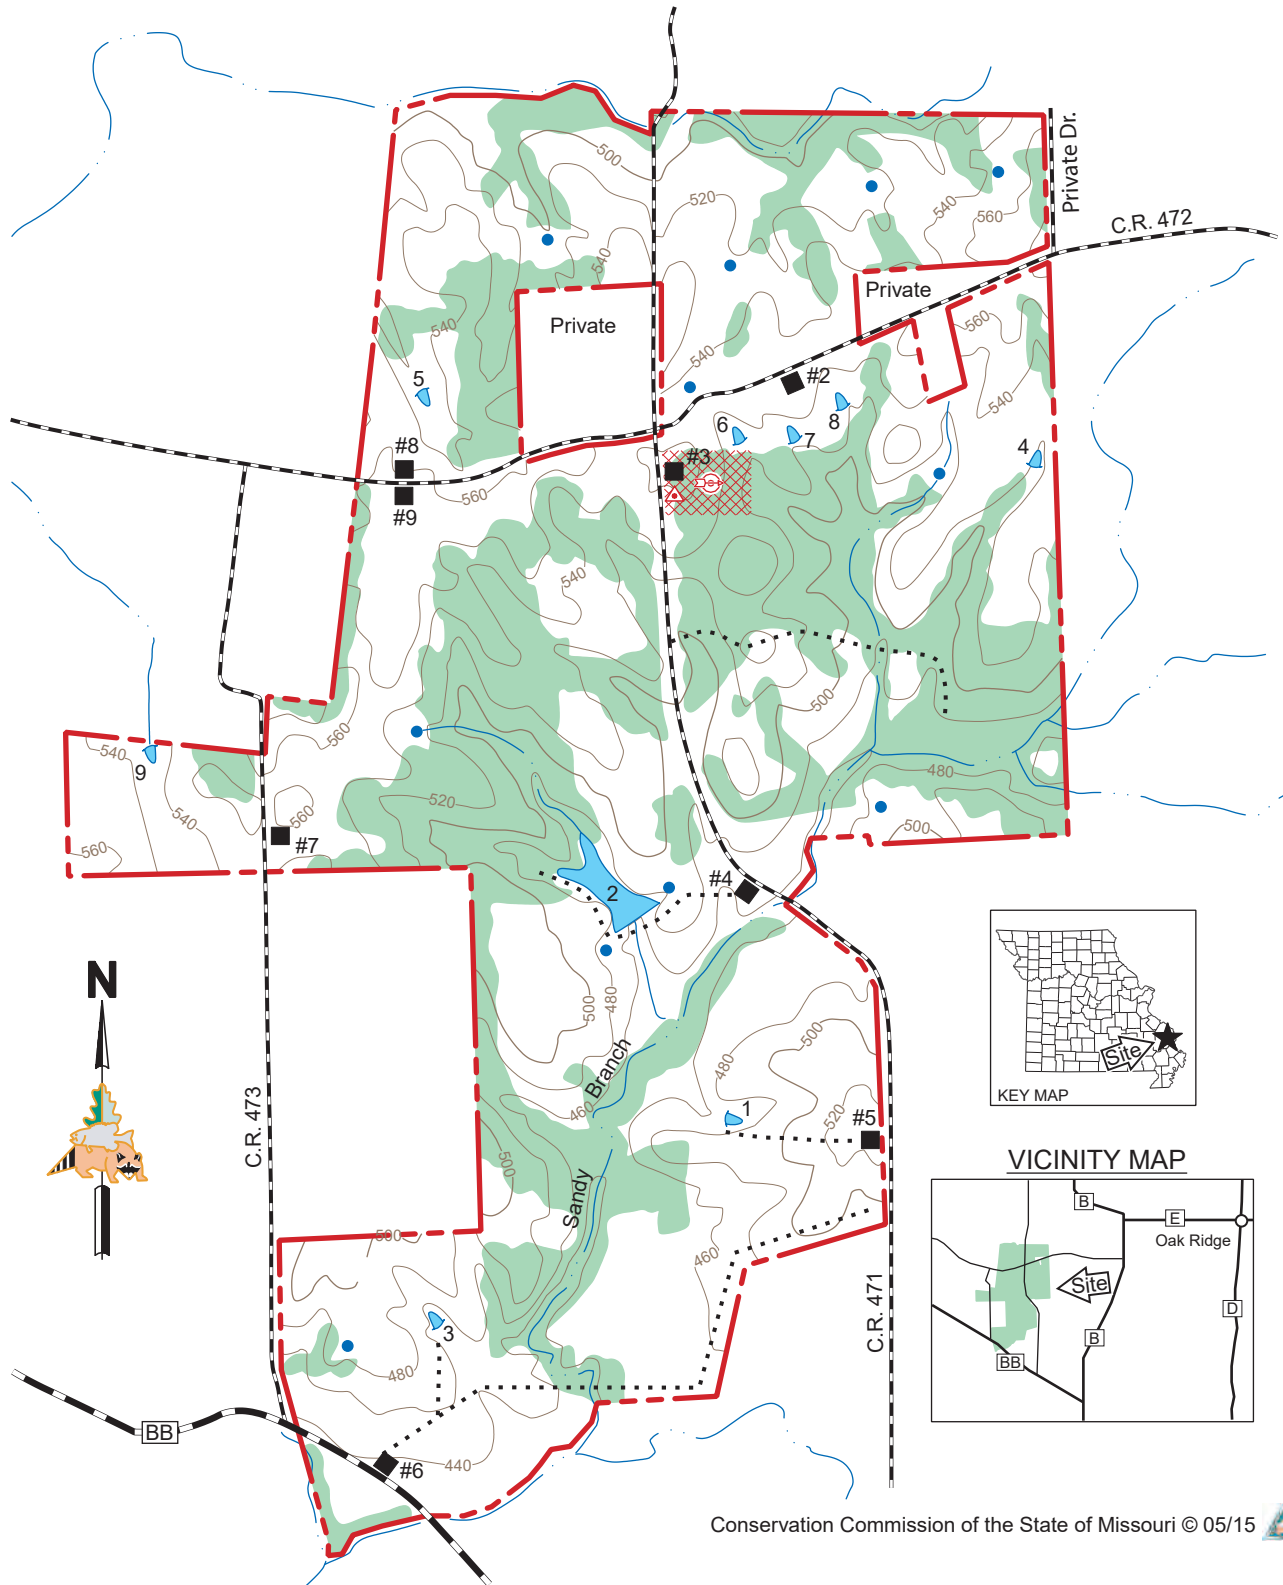 Private Dr.
C.R. 472
500
520
540
560
540
Private
Private
540
540
560
540
5
#2
8
6
7
4
#3
#8
#9
560
540
500
560
9
540
540
560
560
#7
520
480
500
2
#4
500
480
Branch
460
500
480
1
520
#5
Site
KEY MAP
N
C.R. 473
500
Sandy
460
C.R. 471
3
480
BB
#6
440
VICINITY MAP
B
E
Oak Ridge
Site
D
B
BB
Conservation Commission of the State of Missouri © 05/15